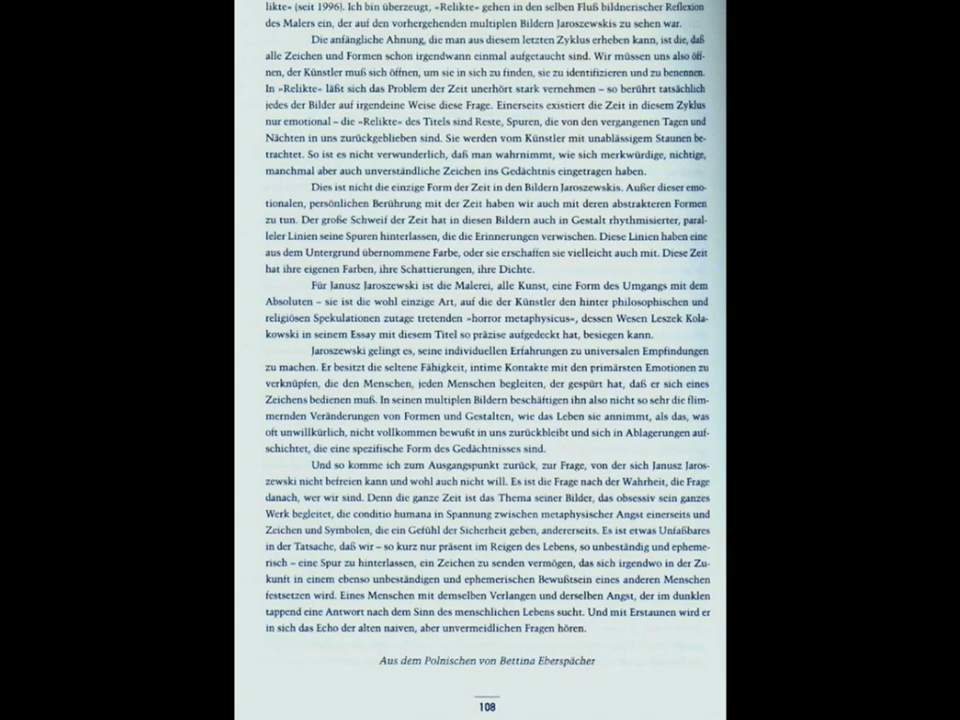 likte« (seit 1996). Ich bin überzeugt, »Relikte« gehen in den selben Fluß bildnerischer Reflexion
des Malers ein, der auf den vorhergehenden multiplen Bildern Jaroszewskis zu sehen war.
Die anfängliche Ahnung, die man aus diesem letzten Zyklus erheben kann, ist die, daß
alle Zeichen und Formen schon irgendwann einmal aufgetaucht sind. Wir müssen uns also öff-
nen, der Künstler muß sich öffnen, um sie in sich zu finden, sie zu identifizieren und zu benennen.
In »Relikte« läßt sich das Problem der Zeit unerhört stark vernehmen – so berührt tatsächlich
jedes der Bilder auf irgendeine Weise diese Frage. Einerseits existiert die Zeit in diesem Zyklus
nur emotional – die »Relikte« des Titels sind Reste, Spuren, die von den vergangenen Tagen und
Nächten in uns zurückgeblieben sind. Sie werden vom Künstler mit unablässigem Staunen be-
trachtet. So ist es nicht verwunderlich, daß man wahrnimmt, wie sich merkwürdige, nichtige,
manchmal aber auch unverständliche Zeichen ins Gedächtnis eingetragen haben.
Dies ist nicht die einzige Form der Zeit in den Bildern Jaroszewskis. Außer dieser emo-
tionalen, persönlichen Berührung mit der Zeit haben wir auch mit deren abstrakteren Formen
zu tun. Der große Schweif der Zeit hat in diesen Bildern auch in Gestalt rhythmisierter, paral-
leler Linien seine Spuren hinterlassen, die die Erinnerungen verwischen. Diese Linien haben eine
aus dem Untergrund übernommene Farbe, oder sie erschaffen sie vielleicht auch mit. Diese Zeit
hat ihre eigenen Farben, ihre Schattierungen, ihre Dichte.
Für Janusz Jaroszewski ist die Malerei, alle Kunst, eine Form des Umgangs mit dem
Absoluten – sie ist die wohl einzige Art, auf die der Künstler den hinter philosophischen und
religiösen Spekulationen zutage tretenden »horror metaphysicus«, dessen Wesen Leszek Kola-
kowski in seinem Essay mit diesem Titel so präzise aufgedeckt hat, besiegen kann.
Jaroszewski gelingt es, seine individuellen Erfahrungen zu universalen Empfindungen
zu machen. Er besitzt die seltene Fähigkeit, intime Kontakte mit den primärsten Emotionen zu
verknüpfen, die den Menschen, jeden Menschen begleiten, der gespürt hat, daß er sich eines
Zeichens bedienen muß. In seinen multiplen Bildern beschäftigen ihn also nicht so sehr die flim-
mernden Veränderungen von Formen und Gestalten, wie das Leben sie annimmt, als das, was
oft unwillkürlich, nicht vollkommen bewußt in uns zurückbleibt und sich in Ablagerungen auf-
schichtet, die eine spezifische Form des Gedächtnisses sind.
Und so komme ich zum Ausgangspunkt zurück, zur Frage, von der sich Janusz Jaros-
zewski nicht befreien kann und wohl auch nicht will. Es ist die Frage nach der Wahrheit, die Frage
danach, wer wir sind. Denn die ganze Zeit ist das Thema seiner Bilder, das obsessiv sein ganzes
Werk begleitet, die conditio humana in Spannung zwischen metaphysischer Angst einerseits und
Zeichen und Symbolen, die ein Gefühl der Sicherheit geben, andererseits. Es ist etwas Unfaßbares
in der Tatsache, daß wir – so kurz nur präsent im Reigen des Lebens, so unbeständig und epheme-
risch – eine Spur zu hinterlassen, ein Zeichen zu senden vermögen, das sich irgendwo in der Zu-
kunft in einem ebenso unbeständigen und ephemerischen Bewußtsein eines anderen Menschen
festsetzen wird. Eines Menschen mit demselben Verlangen und derselben Angst, der im dunklen
tappend eine Antwort nach dem Sinn des menschlichen Lebens sucht. Und mit Erstaunen wird er
in sich das Echo der alten naiven, aber unvermeidlichen Fragen hören.
Aus dem Polnischen von Bettina Eberspächer
108